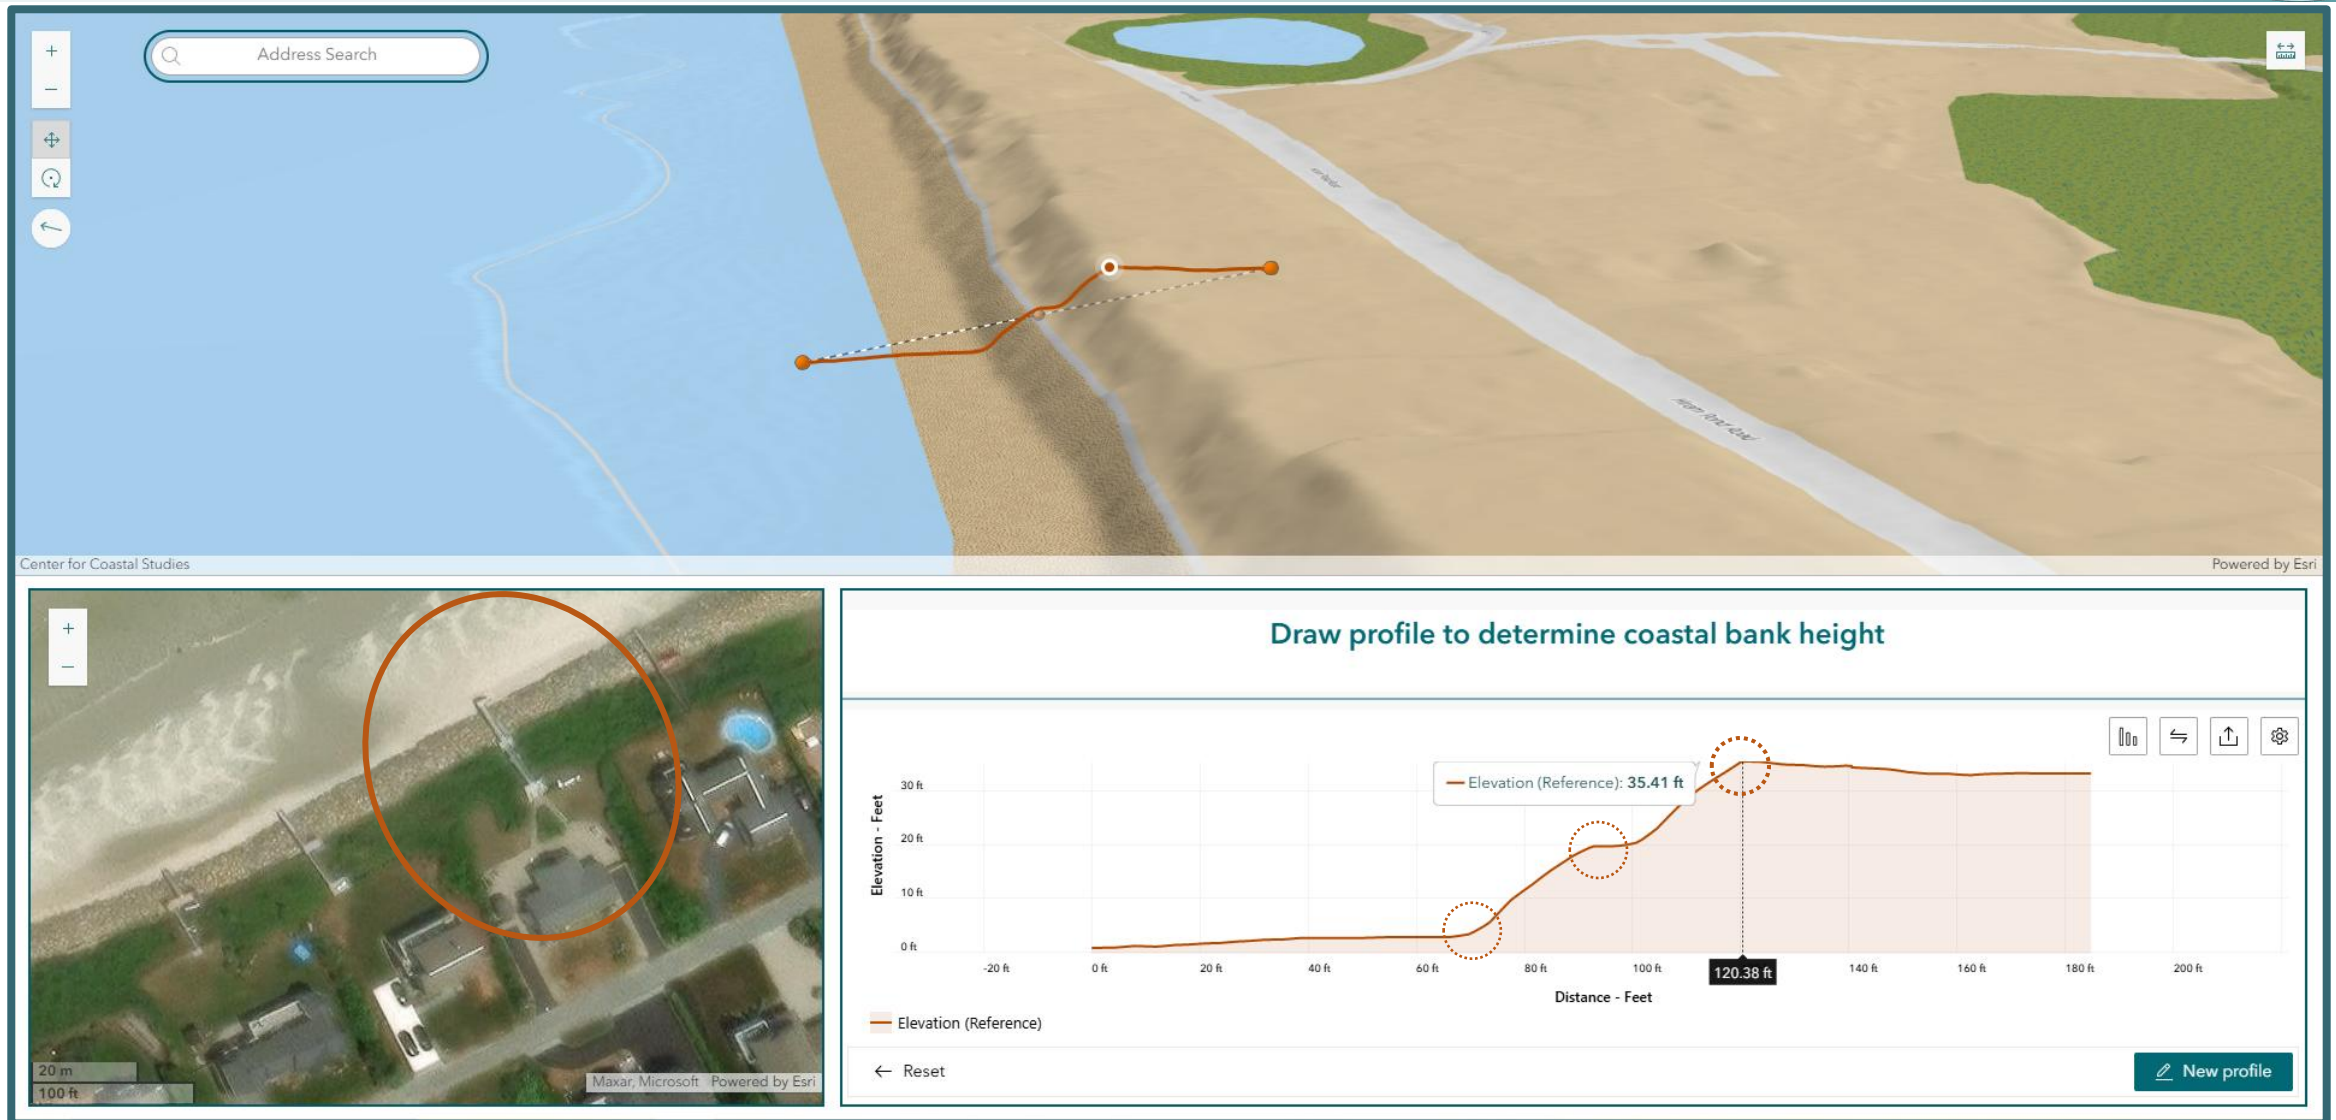 Address Search
High Point Road
Center for Coastal Studies
Powered by Esri
20 m
100 ft
Maxar, Microsoft Powered by Esri
Draw profile to determine coastal bank height
Elevation - Feet
30 ft
20 ft
10 ft
0 ft
Elevation (Reference): 35.41 ft
-20 ft
0 ft
20 ft
40 ft
60 ft
80 ft
100 ft
120.38 ft
140 ft
160 ft
180 ft
200 ft
Distance - Feet
Elevation (Reference)
Reset
New profile